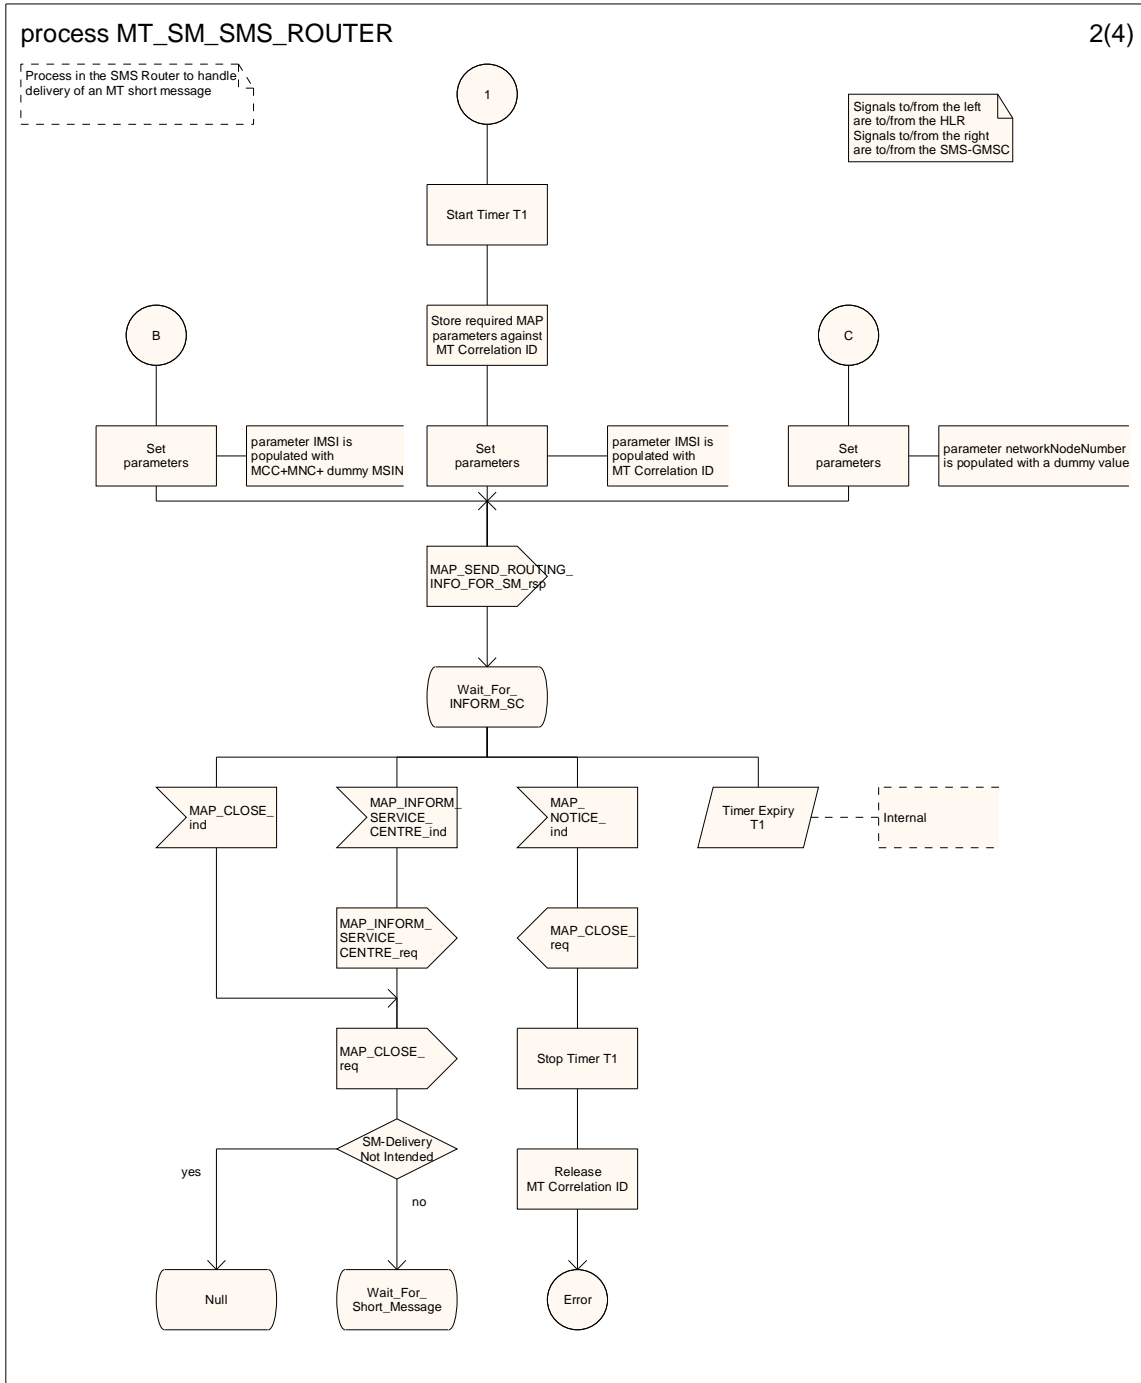 process MT_SM_SMS_ROUTER
2(4)
Process in the SMS Router to handle
delivery of an MT short message
1
Signals to/from the left
are to/from the HLR
Signals to/from the right
are to/from the SMS-GMSC
Start Timer T1
B
Store required MAP
parameters against
MT Correlation ID
C
Set
parameters
parameter IMSI is
populated with
MCC+MNC+ dummy MSIN
Set
parameters
parameter IMSI is
populated with
MT Correlation ID
Set
parameters
parameter networkNodeNumber
is populated with a dummy value
MAP_SEND_ROUTING_
INFO_FOR_SM_rsp
Wait_For_
INFORM_SC
MAP_CLOSE_
ind
MAP_INFORM_
SERVICE_
CENTRE_ind
MAP_
NOTICE_
ind
Timer Expiry
T1
Internal
MAP_INFORM_
SERVICE_
CENTRE_req
MAP_CLOSE_
req
MAP_CLOSE_
req
Stop Timer T1
SM-Delivery
Not Intended
yes
no
Release
MT Correlation ID
Null
Wait_For_
Short_Message
Error